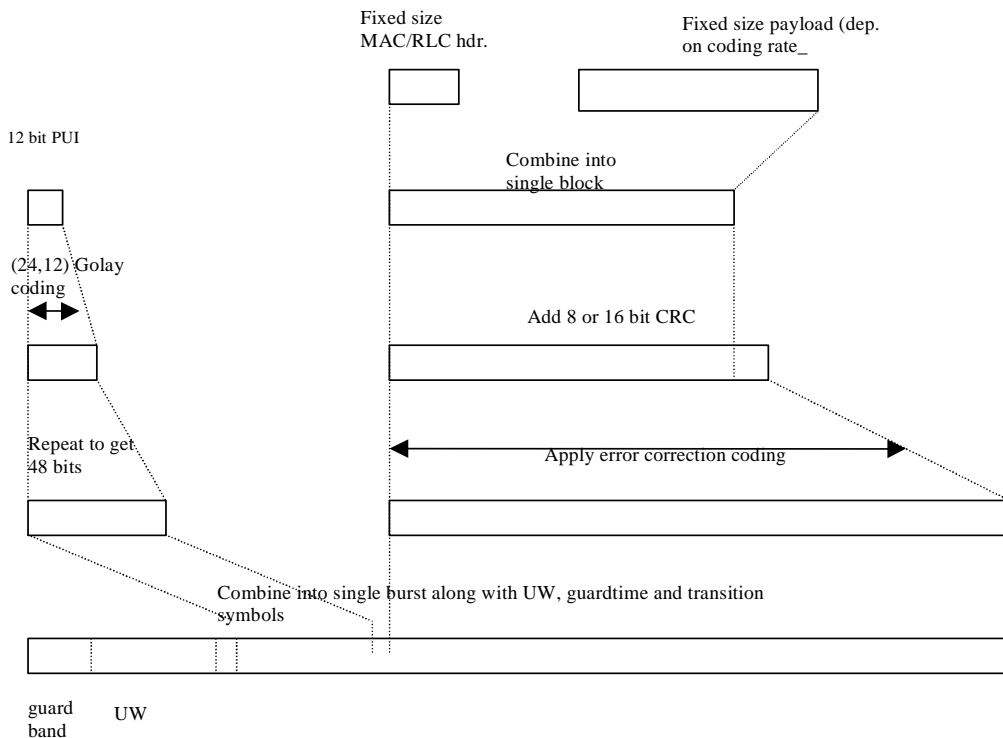 Fixed size
MAC/RLC hdr.
Fixed size payload (dep.
on coding rate_
12 bit PUI
Combine into
single block
(24,12) Golay
coding
Add 8 or 16 bit CRC
Repeat to get
48 bits
Apply error correction coding
Combine into single burst along with UW, guardtime and transition
symbols
guard
band
UW